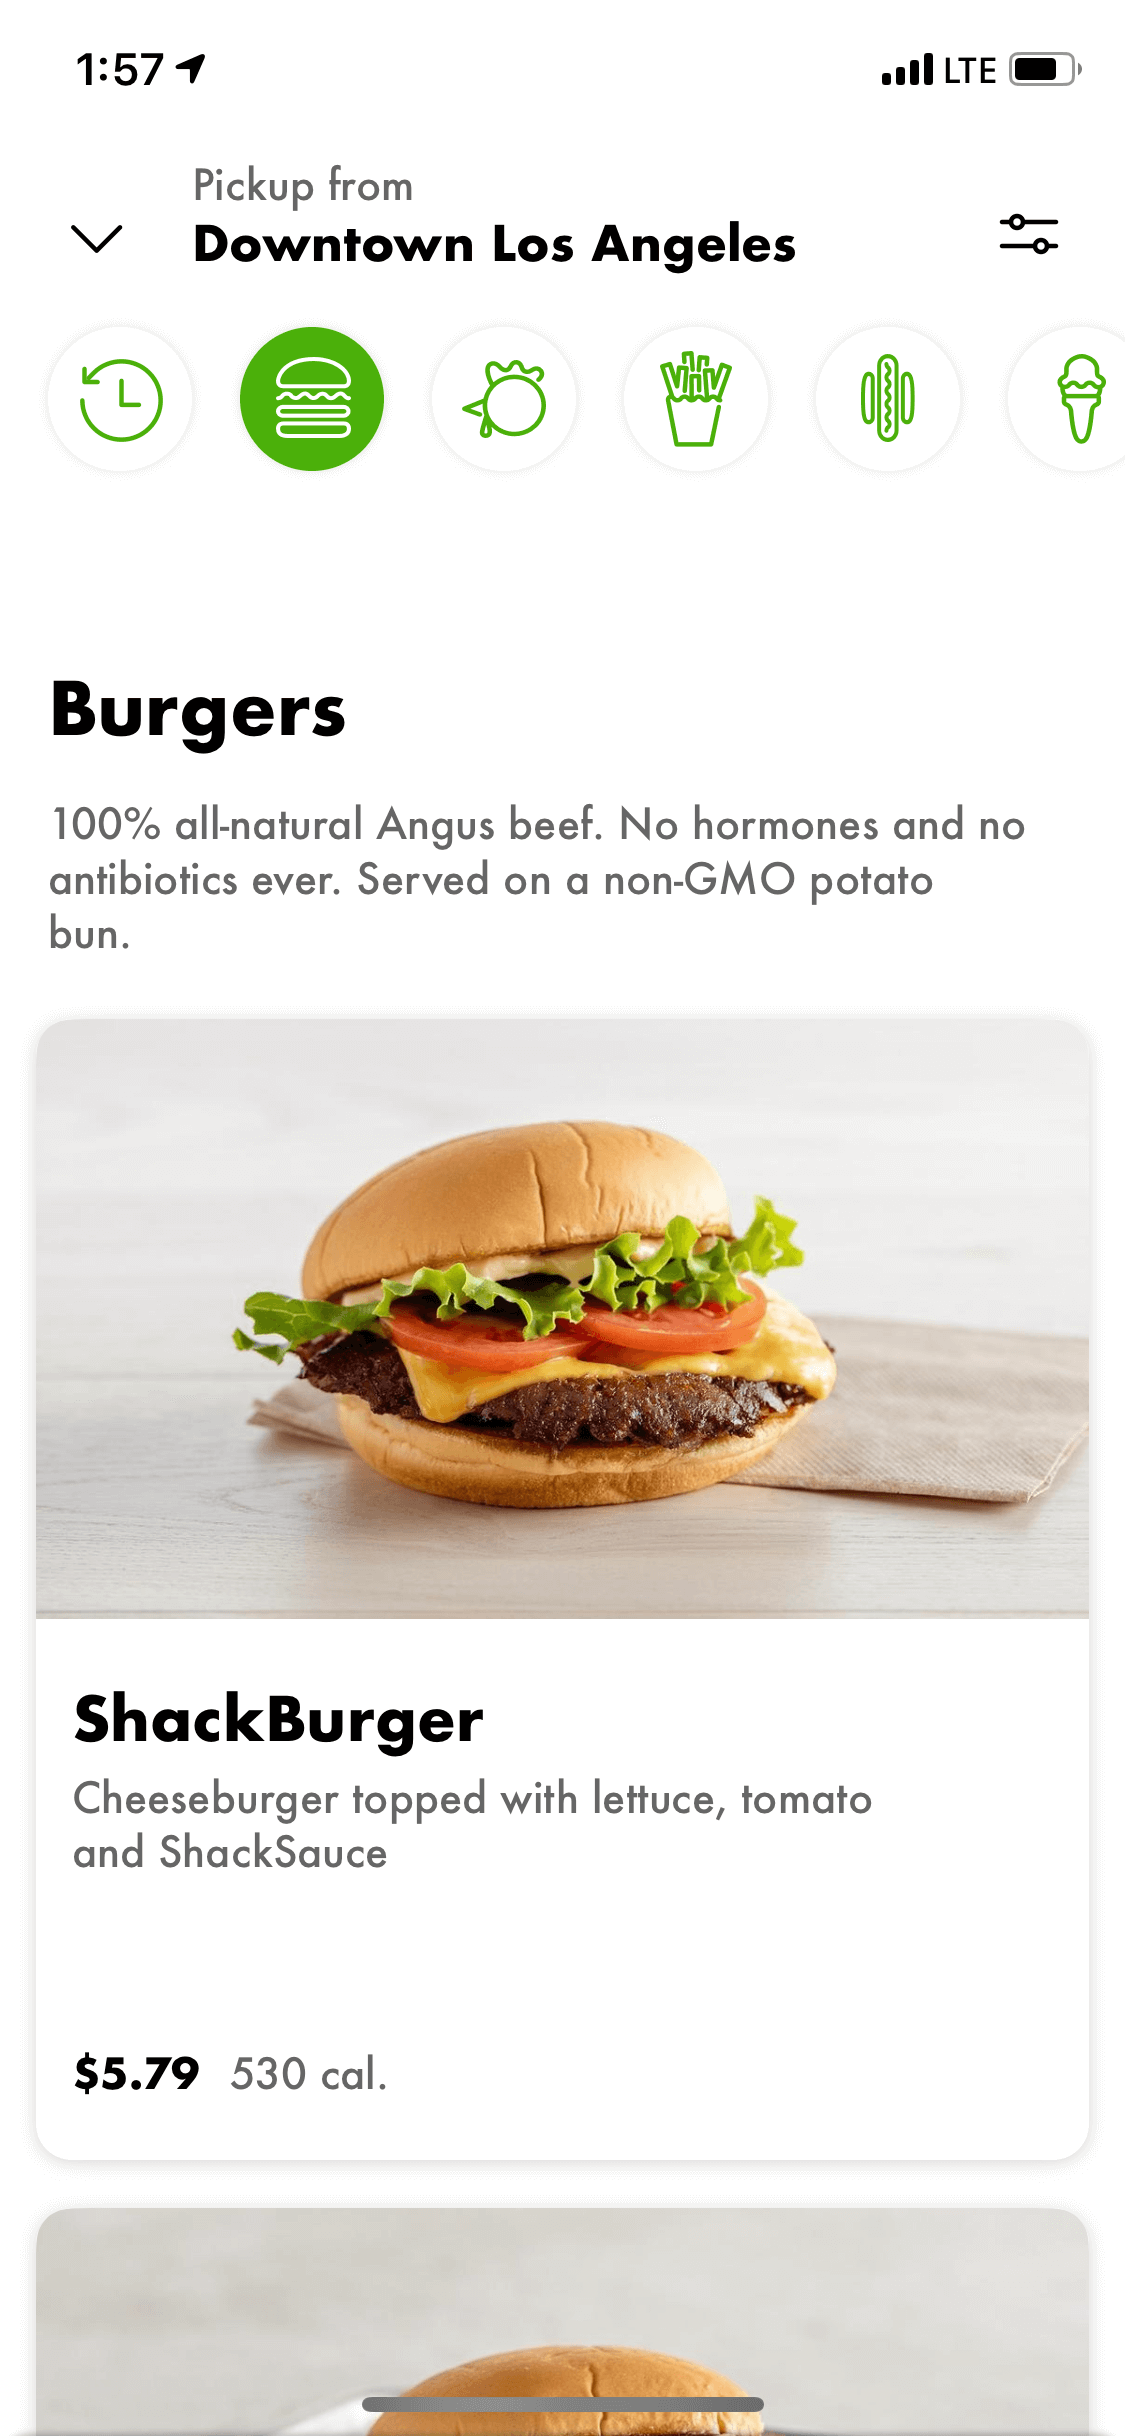 1:57 LTE
Pickup from
Downtown Los Angeles
Burgers
100% all-natural Angus beef. No hormones and no
antibiotics ever. Served on a non-GMO potato
bun.
ShackBurger
Cheeseburger topped with lettuce, tomato
and ShackSauce
$5.79 530 cal.